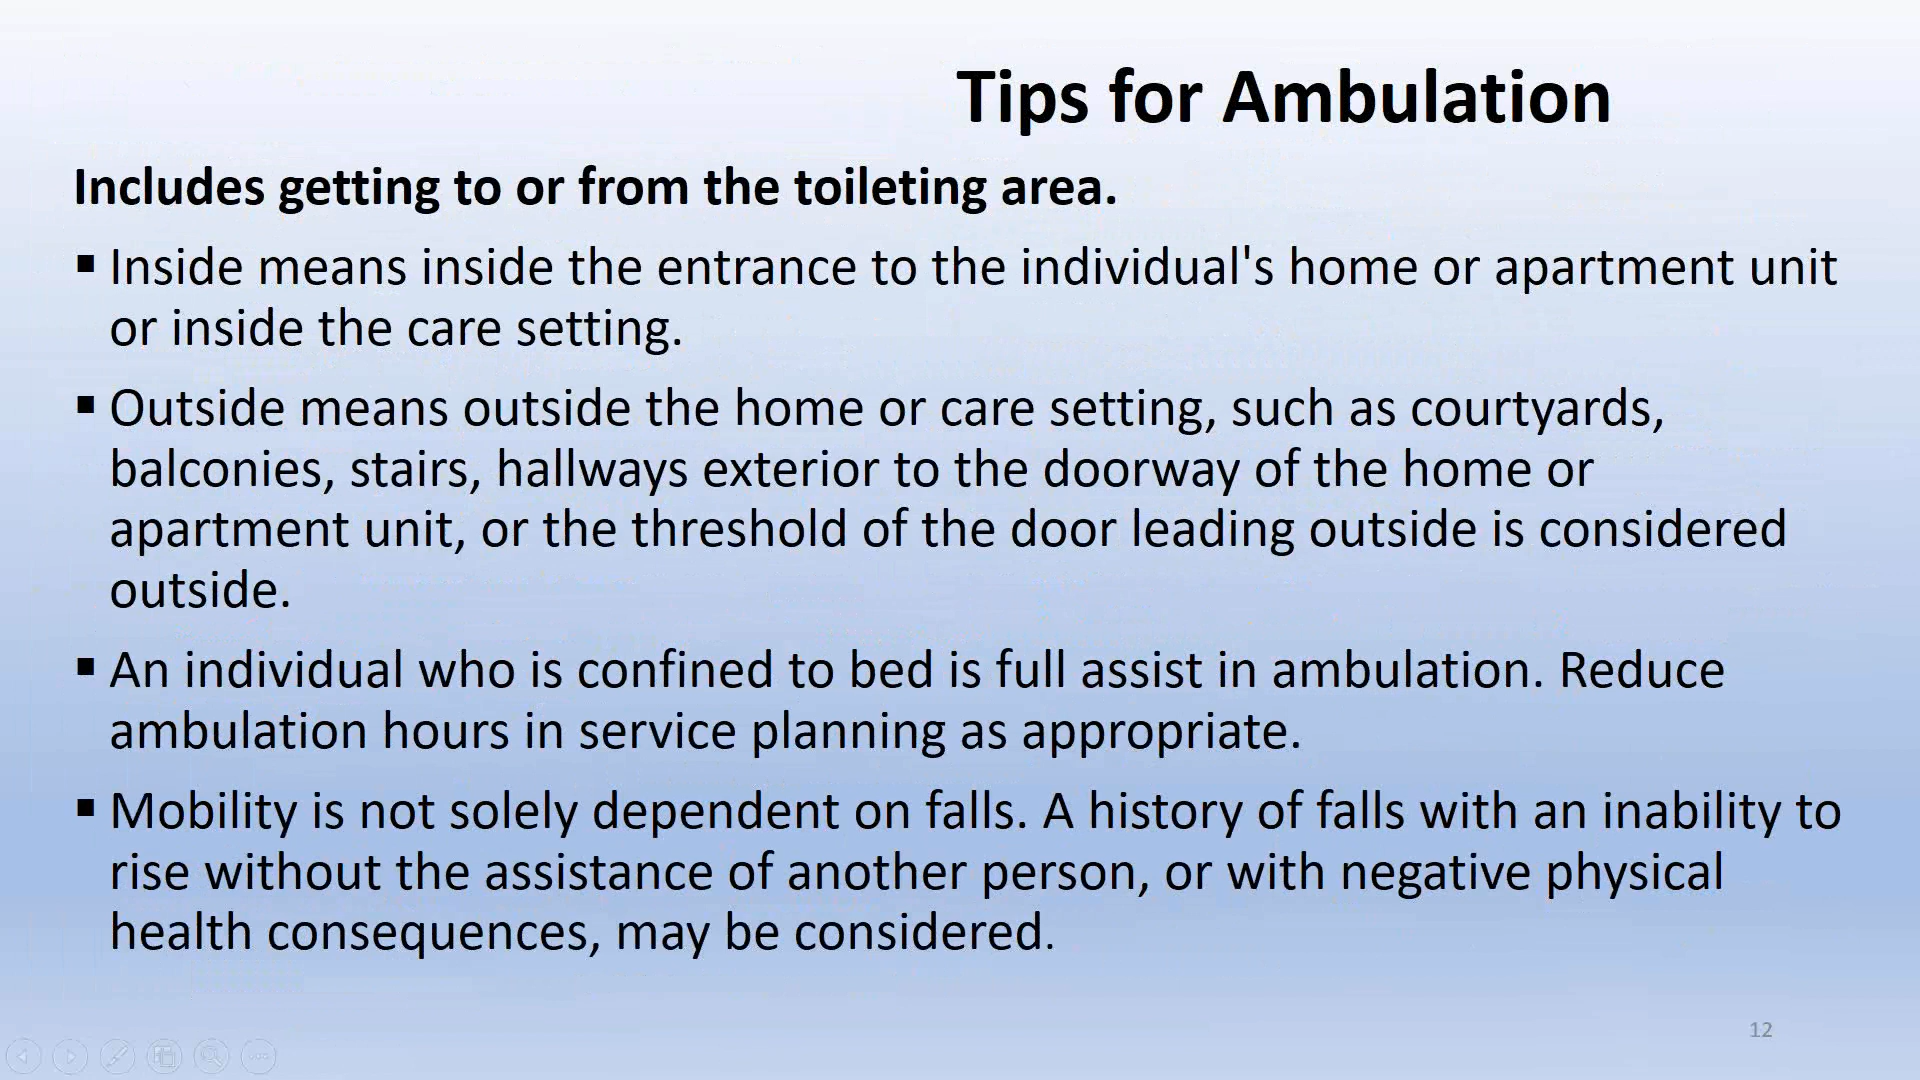 Tips for Ambulation
Includes getting to or from the toileting area.
▪ Inside means inside the entrance to the individual's home or apartment unit
or inside the care setting.
▪ Outside means outside the home or care setting, such as courtyards,
balconies, stairs, hallways exterior to the doorway of the home or
apartment unit, or the threshold of the door leading outside is considered
outside.
▪ An individual who is confined to bed is full assist in ambulation. Reduce
ambulation hours in service planning as appropriate.
▪ Mobility is not solely dependent on falls. A history of falls with an inability to
rise without the assistance of another person, or with negative physical
health consequences, may be considered.
12